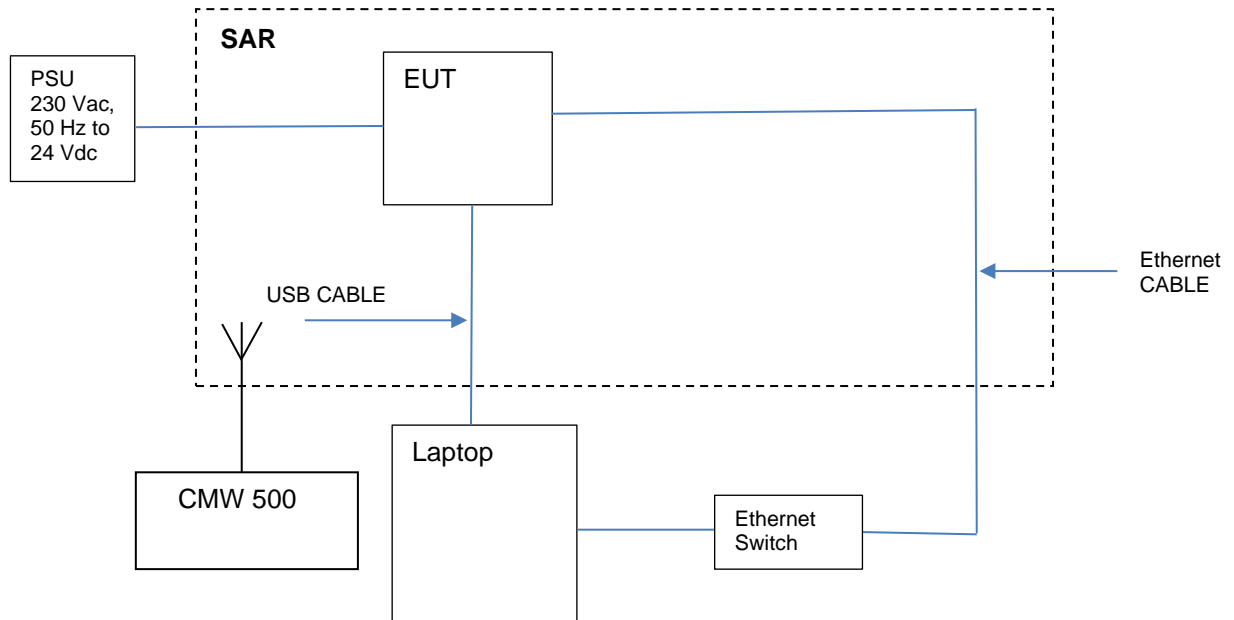 SAR
PSU
230 Vac,
50 Hz to
24 Vdc
EUT
Ethernet
CABLE
USB CABLE
Laptop
CMW 500
Ethernet
Switch